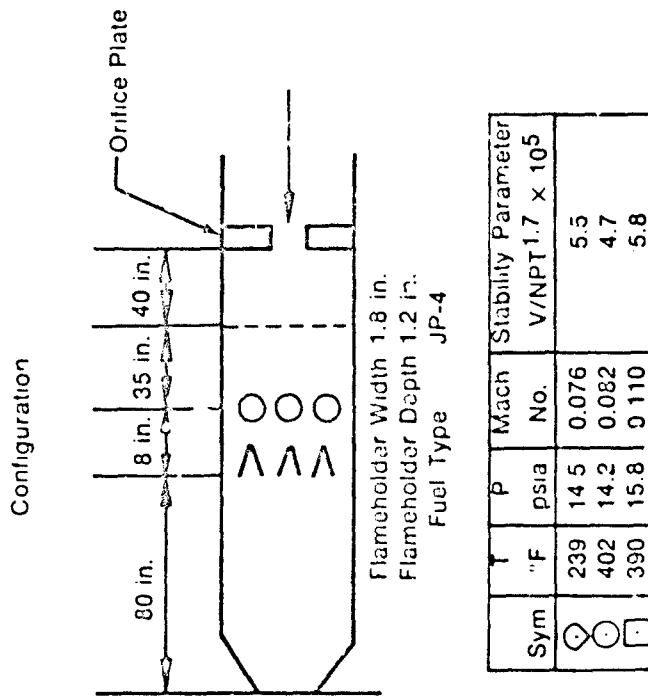 Configuration
80 in.
8 in.
35 in.
40 in.
Orifice Plate
Flameholder Width 1.8 in.
Flameholder Depth 1.2 in.
Fuel Type JP-4
Sym T °F P psia Mach No. Stability Parameter V/NPT1.7 × 10⁵
239 14 5 0.076 5.5
402 14.2 0.082 4.7
390 15.8 0 110 5.8